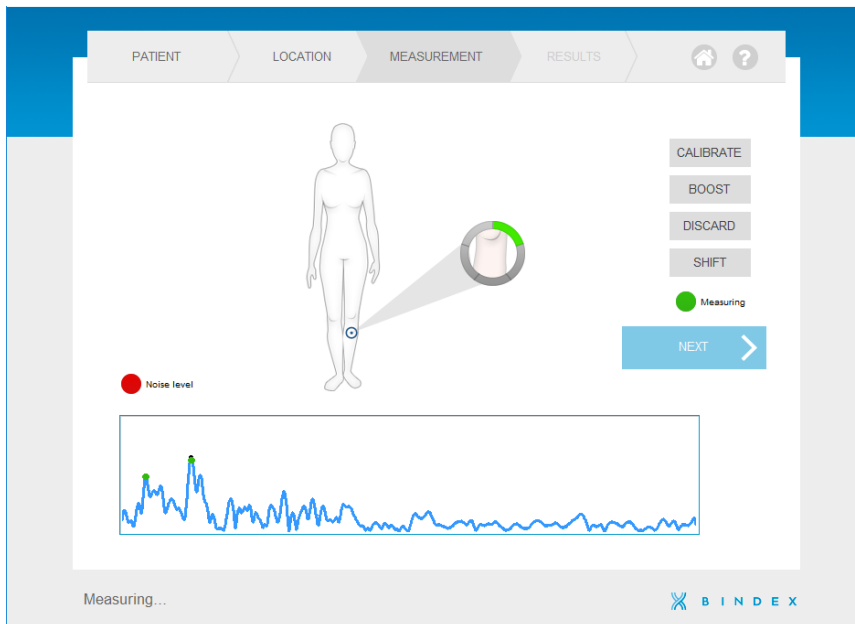 PATIENT
LOCATION
MEASUREMENT
RESULTS
?
CALIBRATE
BOOST
DISCARD
SHIFT
Measuring
NEXT
Noise level
Measuring...
BINDEX